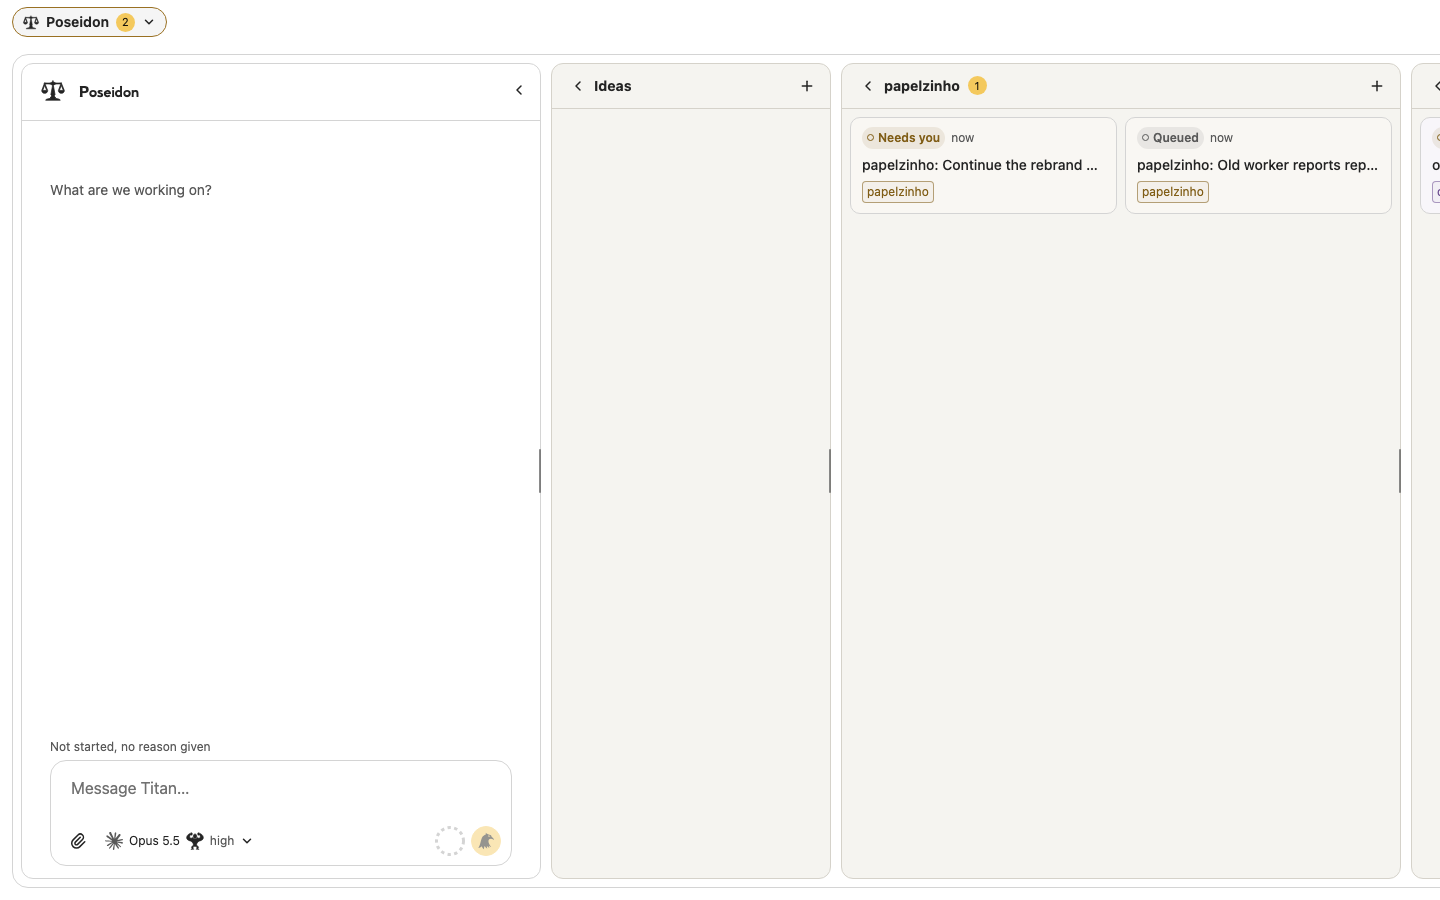 Poseidon 2
Poseidon
What are we working on?
Not started, no reason given
Message Titan...
Opus 5.5 high
Ideas
papelzinho 1
Needs you now
papelzinho: Continue the rebrand ...
papelzinho
Queued now
papelzinho: Old worker reports rep...
papelzinho